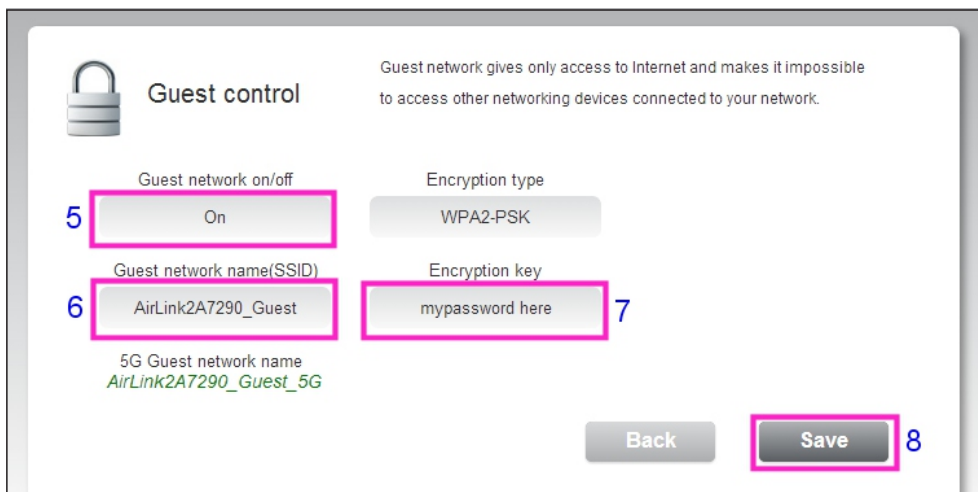 Guest control
Guest network gives only access to Internet and makes it impossible
to access other networking devices connected to your network.
Guest network on/off
Encryption type
5
On
WPA2-PSK
Guest network name(SSID)
Encryption key
6
AirLink2A7290_Guest
mypassword here
7
5G Guest network name
AirLink2A7290_Guest_5G
Back
Save
8